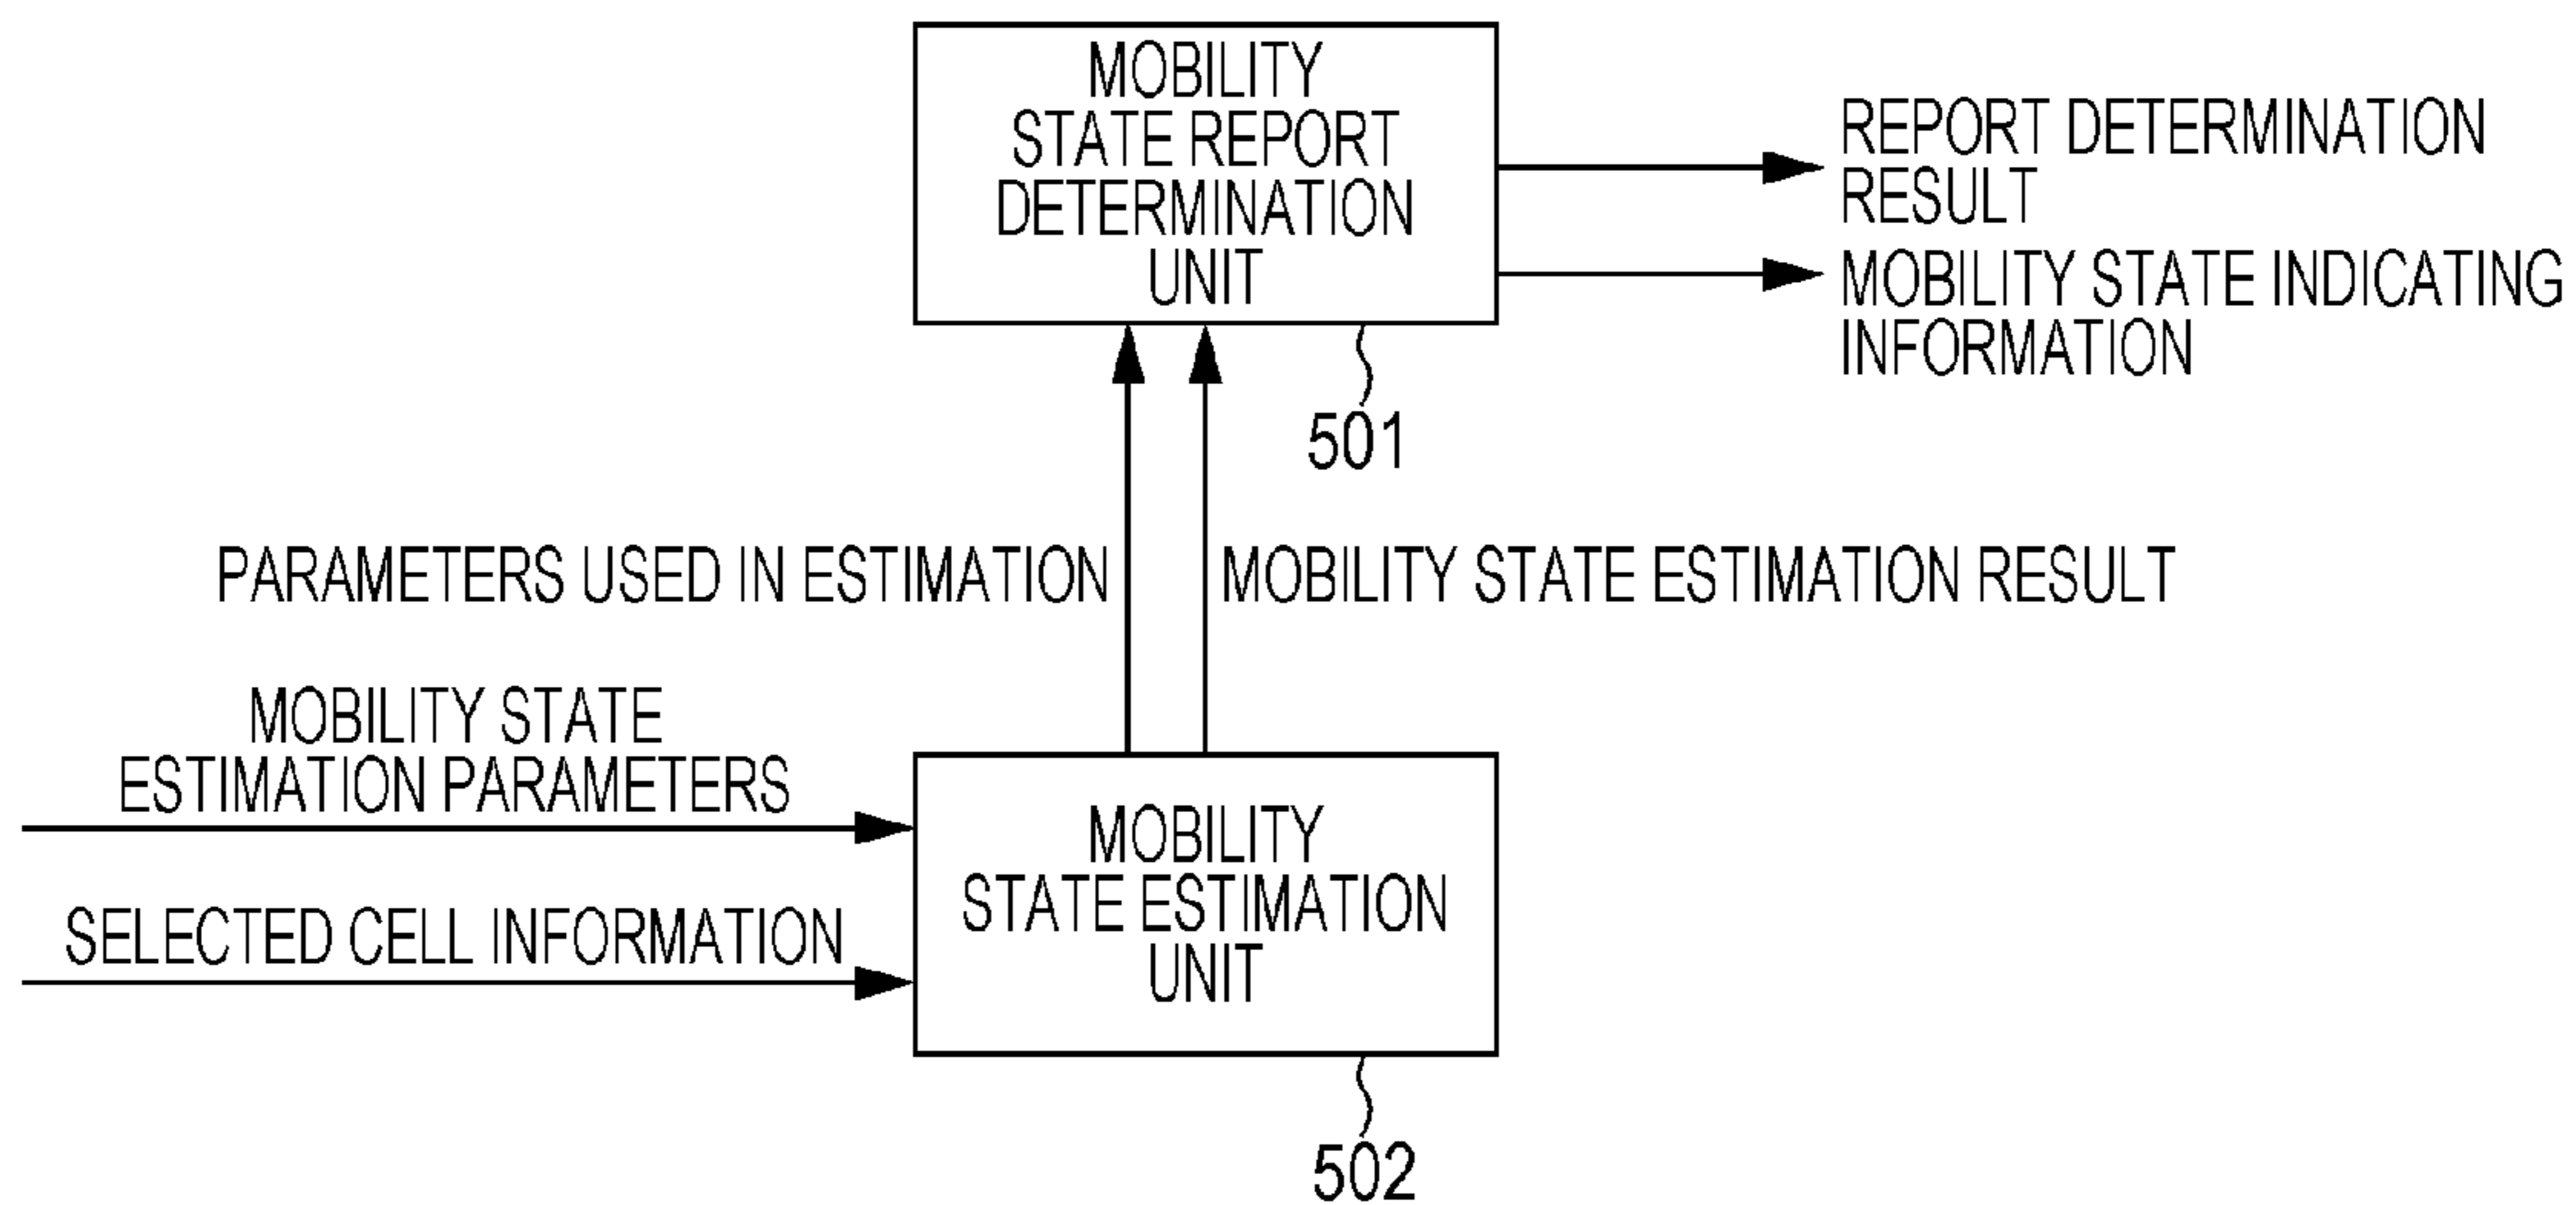 MOBILITY
STATE REPORT
DETERMINATION
UNIT
REPORT DETERMINATION
RESULT
MOBILITY STATE INDICATING
INFORMATION
501
PARAMETERS USED IN ESTIMATION
MOBILITY STATE ESTIMATION RESULT
MOBILITY STATE
ESTIMATION PARAMETERS
SELECTED CELL INFORMATION
MOBILITY
STATE ESTIMATION
UNIT
502